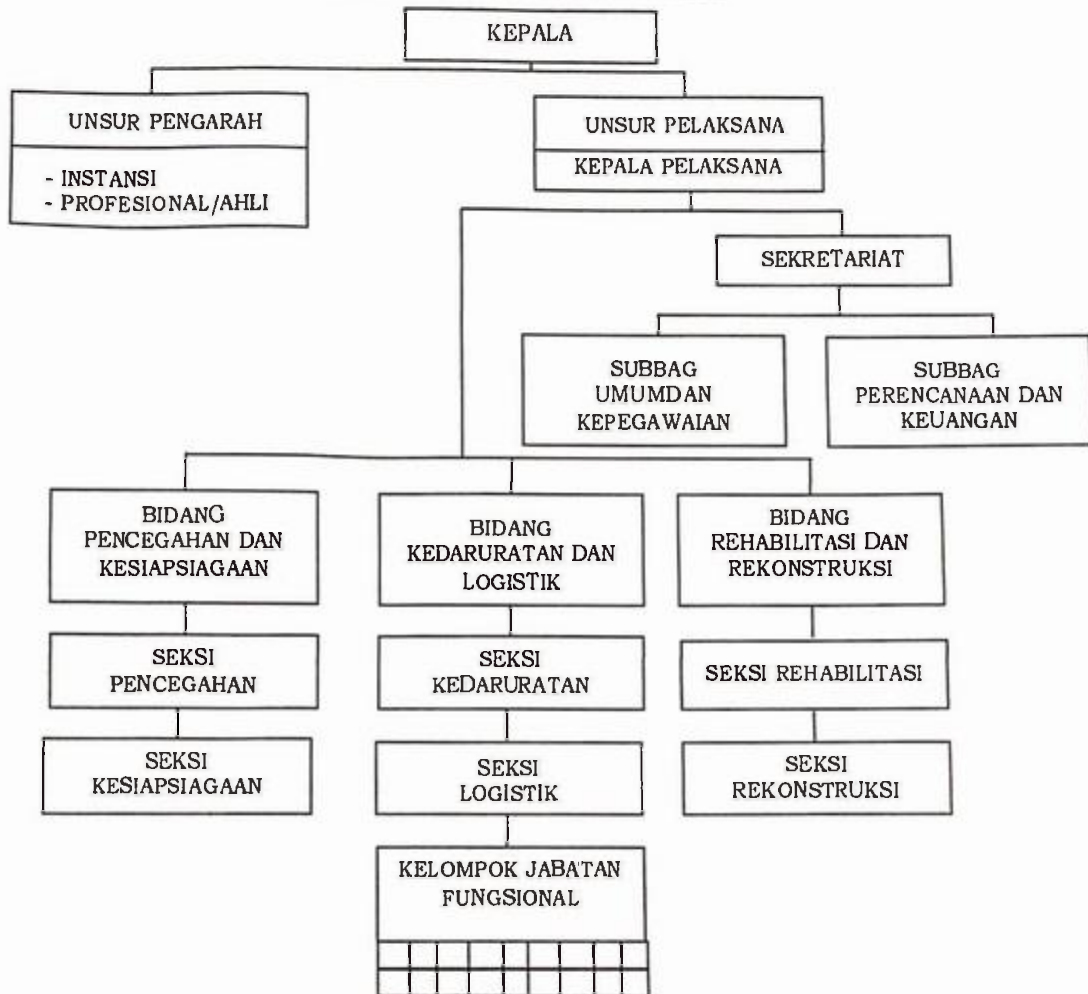 KEPALA
UNSUR PENGARAH
- INSTANSI
- PROFESIONAL/AHLI
UNSUR PELAKSANA
KEPALA PELAKSANA
SEKRETARIAT
SUBBAG
UMUMDAN
KEPEGAWAIAN
SUBBAG
PERENCANAAN DAN
KEUANGAN
BIDANG
PENCEGAHAN DAN
KESIAPSIAGAAN
BIDANG
KEDARURATAN DAN
LOGISTIK
BIDANG
REHABILITASI DAN
REKONSTRUKSI
SEKSI
PENCEGAHAN
SEKSI
KEDARURATAN
SEKSI REHABILITASI
SEKSI
KESIAPSIAGAAN
SEKSI
LOGISTIK
SEKSI
REKONSTRUKSI
KELOMPOK JABATAN
FUNGSIONAL